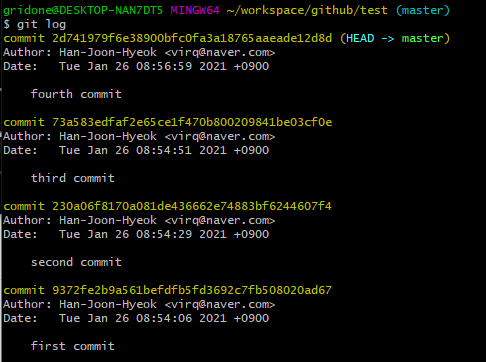 gridone@DESKTOP-NAN7DT5 MINGW64 ~/workspace/github/test (master)
$ git log
commit 2d741979f6e38900bfc0fa3a18765aaeade12d8d (HEAD -> master)
Author: Han-Joon-Hyeok <virq@naver.com>
Date:   Tue Jan 26 08:56:59 2021 +0900
    fourth commit
commit 73a583edfaf2e65ce1f470b800209841be03cf0e
Author: Han-Joon-Hyeok <virq@naver.com>
Date:   Tue Jan 26 08:54:51 2021 +0900
    third commit
commit 230a06f8170a081de436662e74883bf6244607f4
Author: Han-Joon-Hyeok <virq@naver.com>
Date:   Tue Jan 26 08:54:29 2021 +0900
    second commit
commit 9372fe2b9a561befdfb5fd3692c7fb508020ad67
Author: Han-Joon-Hyeok <virq@naver.com>
Date:   Tue Jan 26 08:54:06 2021 +0900
    first commit